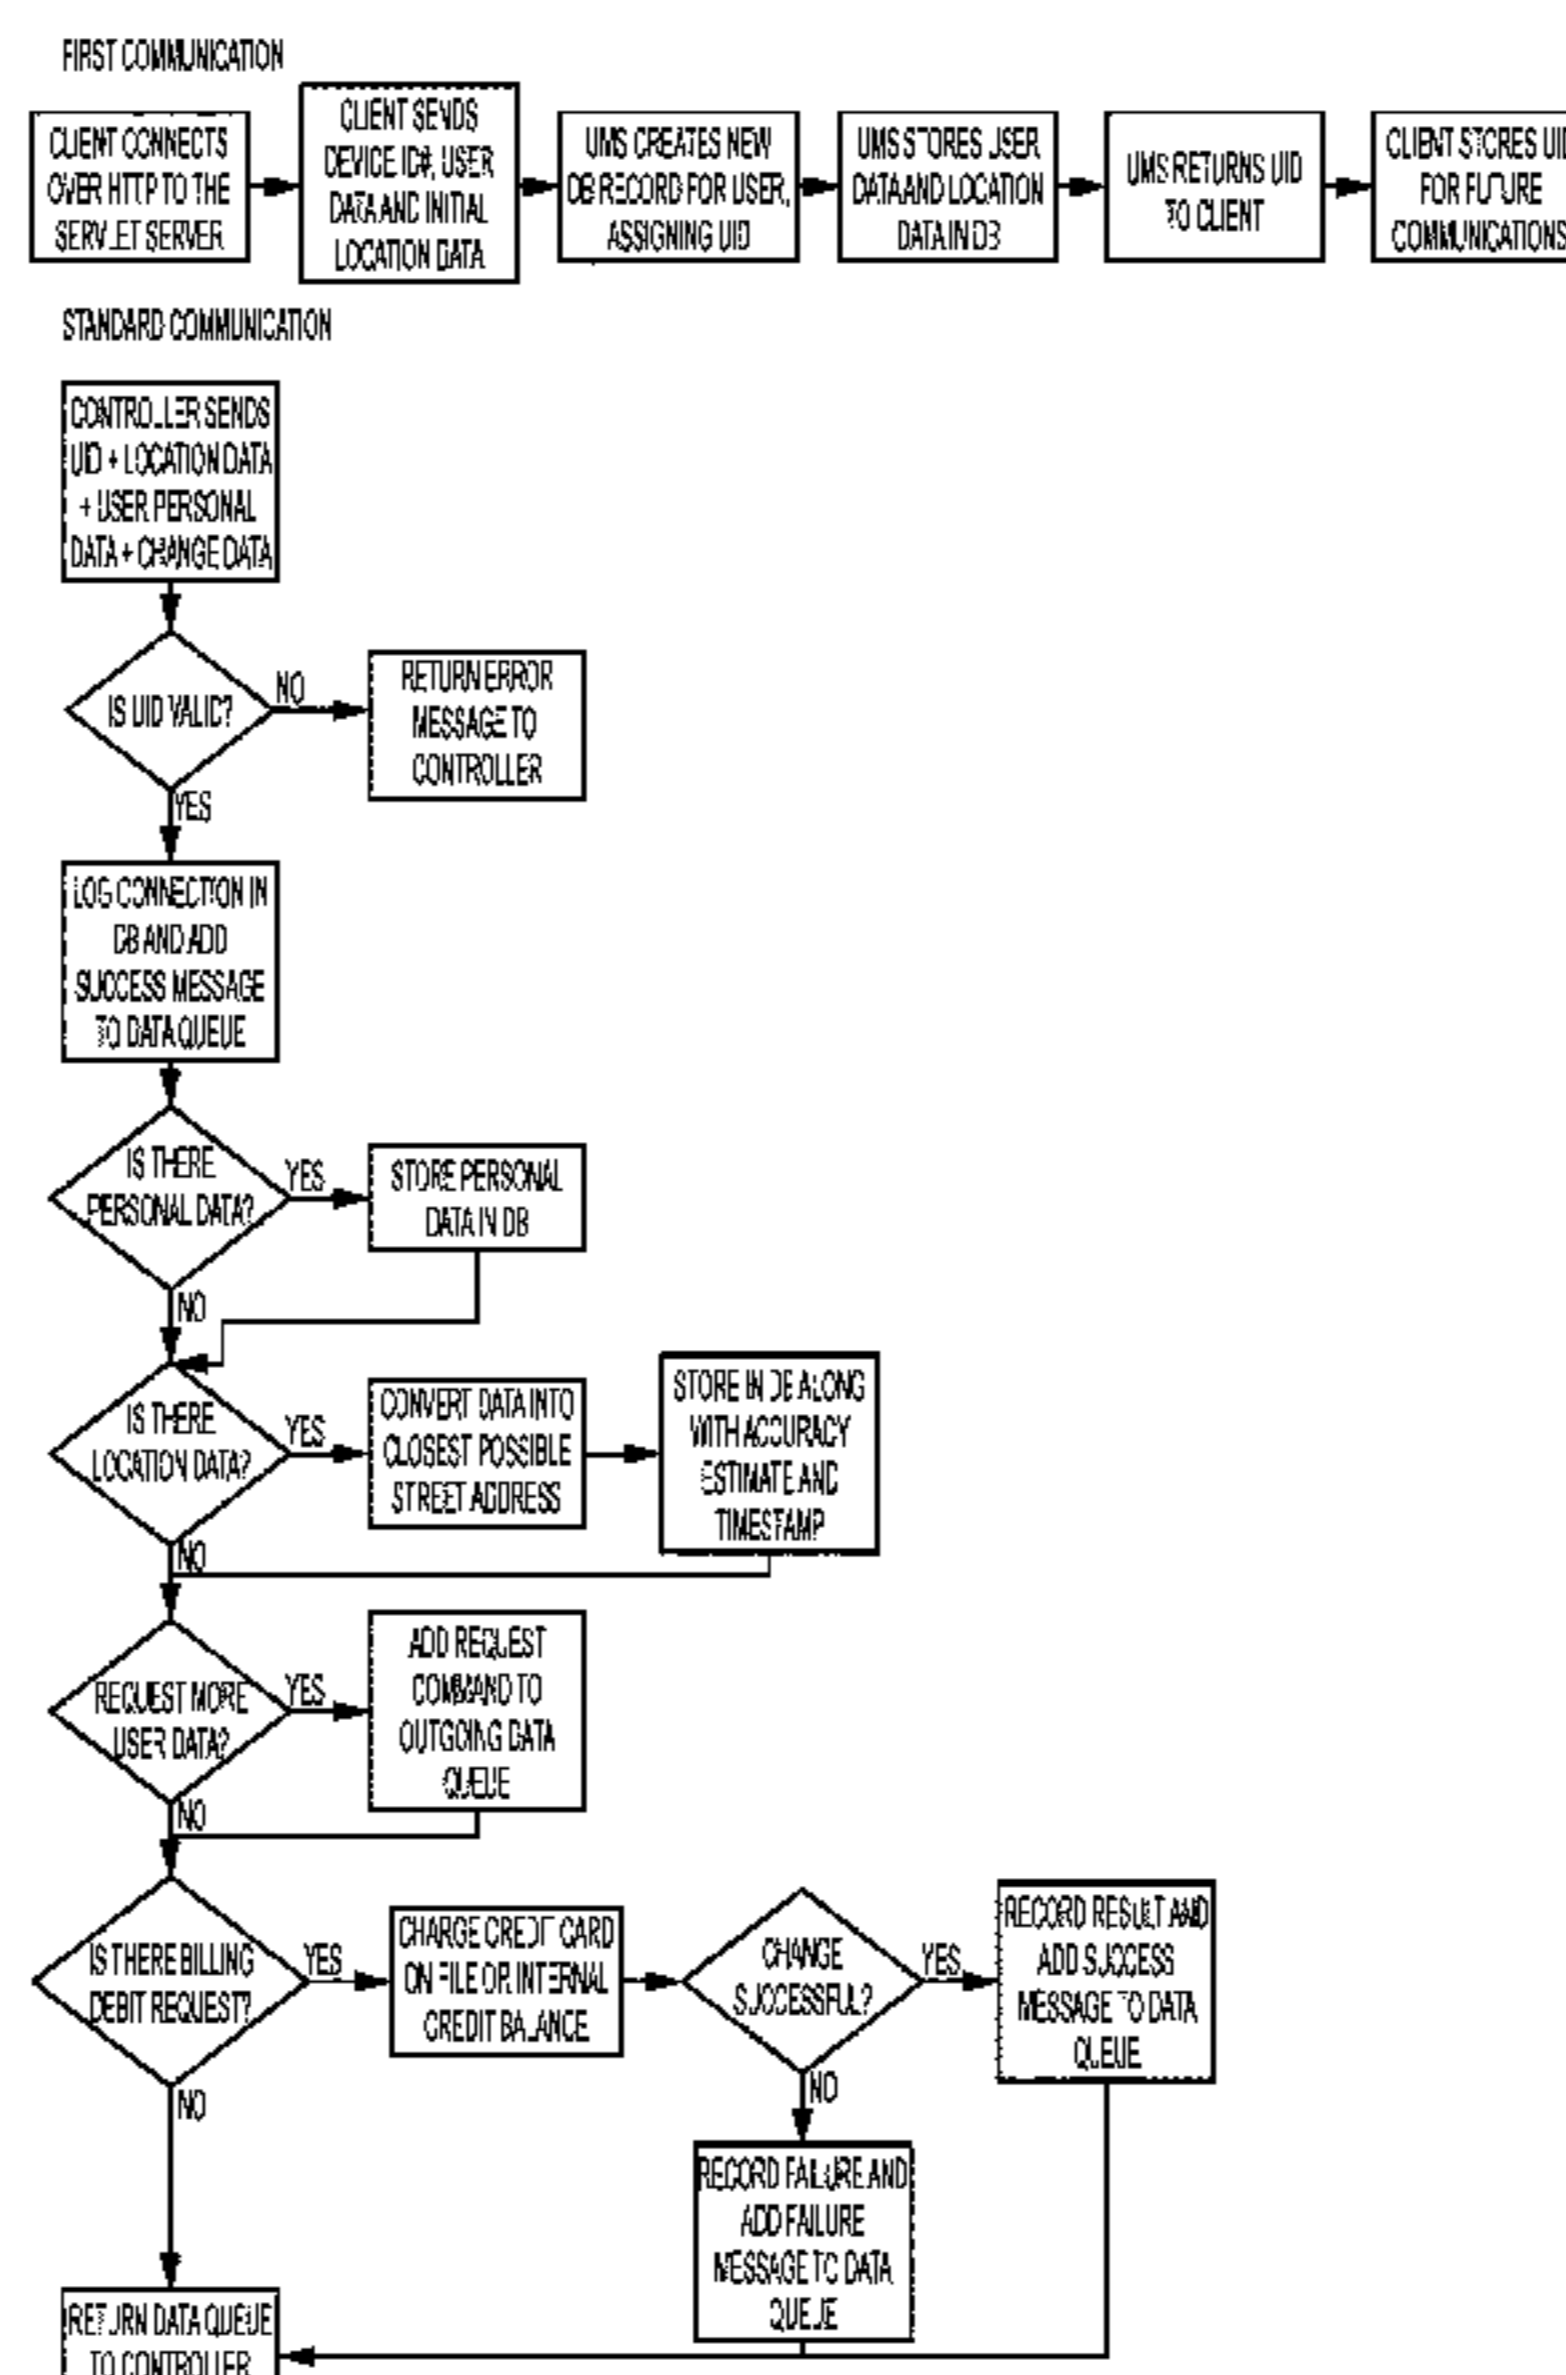 FIRST COMMUNICATION
CLIENT CONNECTS
OVER HTTP TO THE
SERVLET SERVER
CLIENT SENDS
DEVICE ID#, USER
DATA AND INITIAL
LOCATION DATA
UMS CREATES NEW
DB RECORD FOR USER,
ASSIGNING UID
UMS STORES USER
DATA AND LOCATION
DATA IN DB
UMS RETURNS UID
TO CLIENT
CLIENT STORES UID
FOR FUTURE
COMMUNICATIONS
STANDARD COMMUNICATION
CONTROLLER SENDS
UID + LOCATION DATA
+ USER PERSONAL
DATA + CHANGE DATA
IS UID VALID?
NO
RETURN ERROR
MESSAGE TO
CONTROLLER
YES
LOG CONNECTION IN
DB AND ADD
SUCCESS MESSAGE
TO DATA QUEUE
IS THERE
PERSONAL DATA?
YES
STORE PERSONAL
DATA IN DB
NO
IS THERE
LOCATION DATA?
YES
CONVERT DATA INTO
CLOSEST POSSIBLE
STREET ADDRESS
STORE IN DB ALONG
WITH ACCURACY
ESTIMATE AND
TIMESTAMP
NO
REQUEST MORE
USER DATA?
YES
ADD REQUEST
COMMAND TO
OUTGOING DATA
QUEUE
NO
IS THERE BILLING
DEBIT REQUEST?
YES
CHARGE CREDIT CARD
ON FILE OR INTERNAL
CREDIT BALANCE
CHANGE
SUCCESSFUL?
YES
RECORD RESULT AND
ADD SUCCESS
MESSAGE TO DATA
QUEUE
NO
RECORD FAILURE AND
ADD FAILURE
MESSAGE TO DATA
QUEUE
NO
RETURN DATA QUEUE
TO CONTROLLER